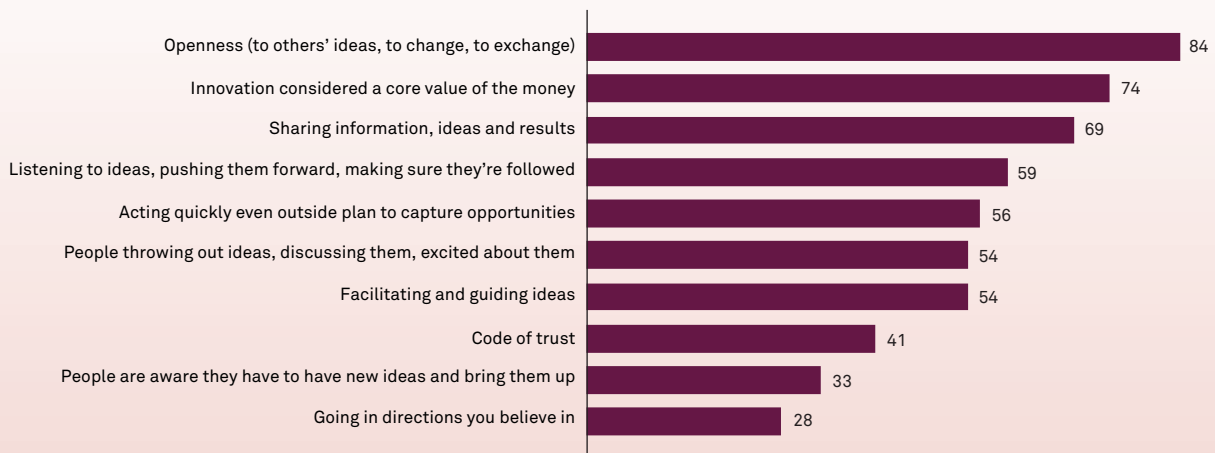 Openness (to others’ ideas, to change, to exchange) 84
Innovation considered a core value of the money 74
Sharing information, ideas and results 69
Listening to ideas, pushing them forward, making sure they’re followed 59
Acting quickly even outside plan to capture opportunities 56
People throwing out ideas, discussing them, excited about them 54
Facilitating and guiding ideas 54
Code of trust 41
People are aware they have to have new ideas and bring them up 33
Going in directions you believe in 28